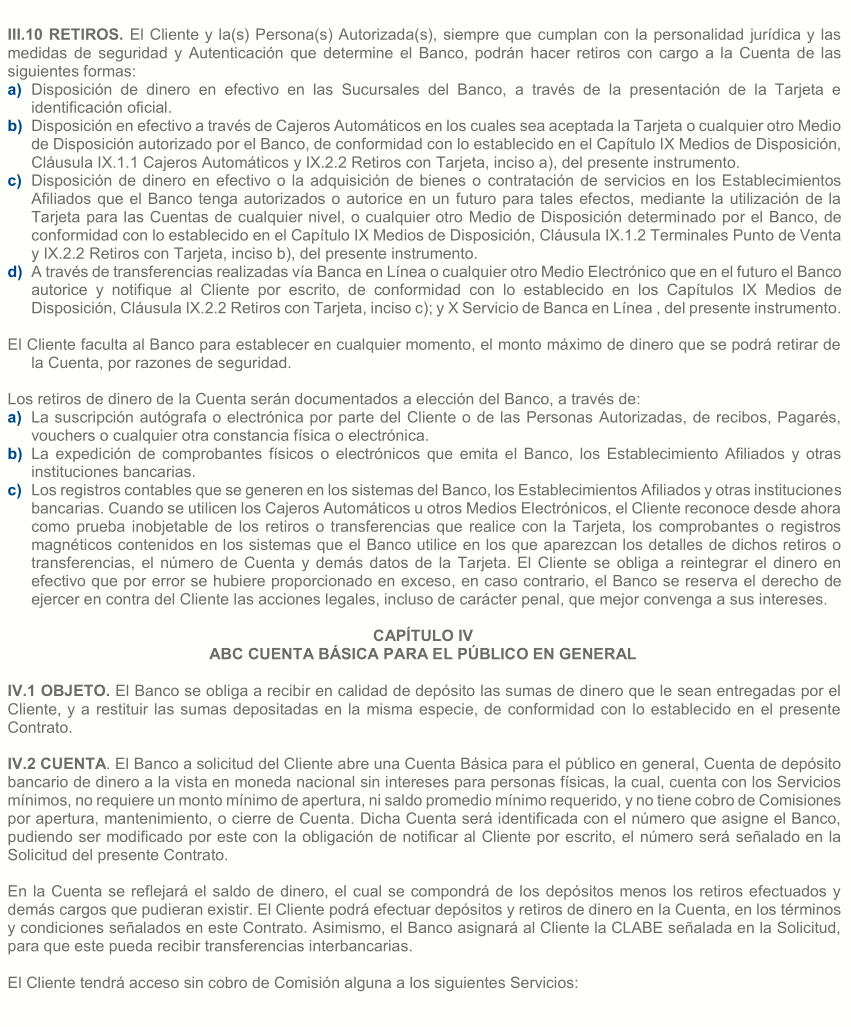 III.10 RETIROS. El Cliente y la(s) Persona(s) Autorizada(s), siempre que cumplan con la personalidad jurídica y las
medidas de seguridad y Autenticación que determine el Banco, podrán hacer retiros con cargo a la Cuenta de las
siguientes formas:
a) Disposición de dinero en efectivo en las Sucursales del Banco, a través de la presentación de la Tarjeta e
identificación oficial.
b) Disposición en efectivo a través de Cajeros Automáticos en los cuales sea aceptada la Tarjeta o cualquier otro Medio
de Disposición autorizado por el Banco, de conformidad con lo establecido en el Capítulo IX Medios de Disposición,
Cláusula IX.1.1 Cajeros Automáticos y IX.2.2 Retiros con Tarjeta, inciso a), del presente instrumento.
c) Disposición de dinero en efectivo o la adquisición de bienes o contratación de servicios en los Establecimientos
Afiliados que el Banco tenga autorizados o autorice en un futuro para tales efectos, mediante la utilización de la
Tarjeta para las Cuentas de cualquier nivel, o cualquier otro Medio de Disposición determinado por el Banco, de
conformidad con lo establecido en el Capítulo IX Medios de Disposición, Cláusula IX.1.2 Terminales Punto de Venta
y IX.2.2 Retiros con Tarjeta, inciso b), del presente instrumento.
d) A través de transferencias realizadas vía Banca en Línea o cualquier otro Medio Electrónico que en el futuro el Banco
autorice y notifique al Cliente por escrito, de conformidad con lo establecido en los Capítulos IX Medios de
Disposición, Cláusula IX.2.2 Retiros con Tarjeta, inciso c); y X Servicio de Banca en Línea , del presente instrumento.
El Cliente faculta al Banco para establecer en cualquier momento, el monto máximo de dinero que se podrá retirar de
la Cuenta, por razones de seguridad.
Los retiros de dinero de la Cuenta serán documentados a elección del Banco, a través de:
a) La suscripción autógrafa o electrónica por parte del Cliente o de las Personas Autorizadas, de recibos, Pagarés,
vouchers o cualquier otra constancia física o electrónica.
b) La expedición de comprobantes físicos o electrónicos que emita el Banco, los Establecimiento Afiliados y otras
instituciones bancarias.
c) Los registros contables que se generen en los sistemas del Banco, los Establecimientos Afiliados y otras instituciones
bancarias. Cuando se utilicen los Cajeros Automáticos u otros Medios Electrónicos, el Cliente reconoce desde ahora
como prueba inobjetable de los retiros o transferencias que realice con la Tarjeta, los comprobantes o registros
magnéticos contenidos en los sistemas que el Banco utilice en los que aparezcan los detalles de dichos retiros o
transferencias, el número de Cuenta y demás datos de la Tarjeta. El Cliente se obliga a reintegrar el dinero en
efectivo que por error se hubiere proporcionado en exceso, en caso contrario, el Banco se reserva el derecho de
ejercer en contra del Cliente las acciones legales, incluso de carácter penal, que mejor convenga a sus intereses.
CAPÍTULO IV
ABC CUENTA BÁSICA PARA EL PÚBLICO EN GENERAL
IV.1 OBJETO. El Banco se obliga a recibir en calidad de depósito las sumas de dinero que le sean entregadas por el
Cliente, y a restituir las sumas depositadas en la misma especie, de conformidad con lo establecido en el presente
Contrato.
IV.2 CUENTA. El Banco a solicitud del Cliente abre una Cuenta Básica para el público en general, Cuenta de depósito
bancario de dinero a la vista en moneda nacional sin intereses para personas físicas, la cual, cuenta con los Servicios
mínimos, no requiere un monto mínimo de apertura, ni saldo promedio mínimo requerido, y no tiene cobro de Comisiones
por apertura, mantenimiento, o cierre de Cuenta. Dicha Cuenta será identificada con el número que asigne el Banco,
pudiendo ser modificado por este con la obligación de notificar al Cliente por escrito, el número será señalado en la
Solicitud del presente Contrato.
En la Cuenta se reflejará el saldo de dinero, el cual se compondrá de los depósitos menos los retiros efectuados y
demás cargos que pudieran existir. El Cliente podrá efectuar depósitos y retiros de dinero en la Cuenta, en los términos
y condiciones señalados en este Contrato. Asimismo, el Banco asignará al Cliente la CLABE señalada en la Solicitud,
para que este pueda recibir transferencias interbancarias.
El Cliente tendrá acceso sin cobro de Comisión alguna a los siguientes Servicios: